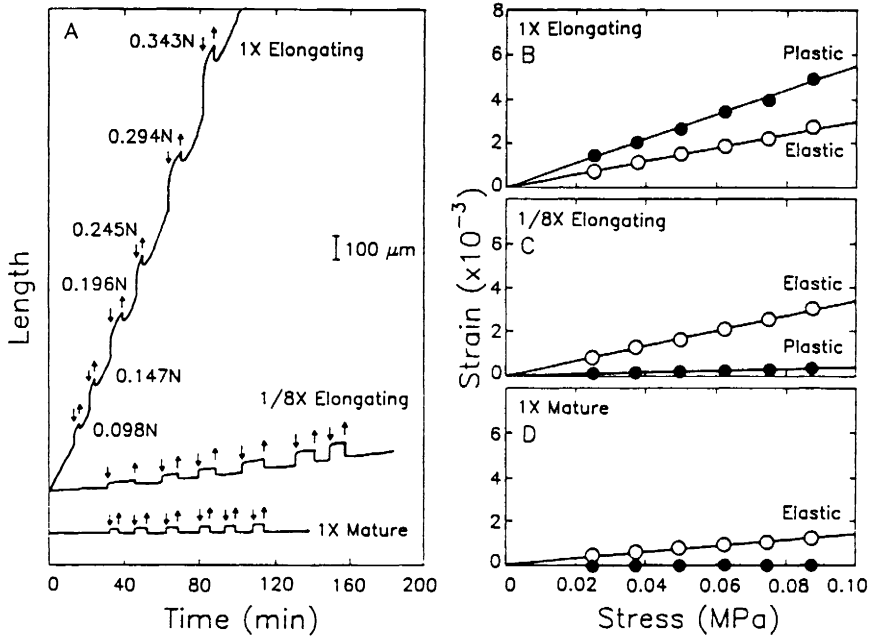 A
0.343N
1X Elongating
0.294N
0.245N
100 μm
0.196N
0.147N
1/8X Elongating
0.098N
1X Mature
Length
0 40 80 120 160 200
Time (min)
8
1X Elongating
B
Plastic
6
4
2
Elastic
0
1/8X Elongating
C
6
Elastic
4
2
Plastic
0
1X Mature
D
6
4
Elastic
2
0
Strain (x10⁻³)
0 0.02 0.04 0.06 0.08 0.10
Stress (MPa)